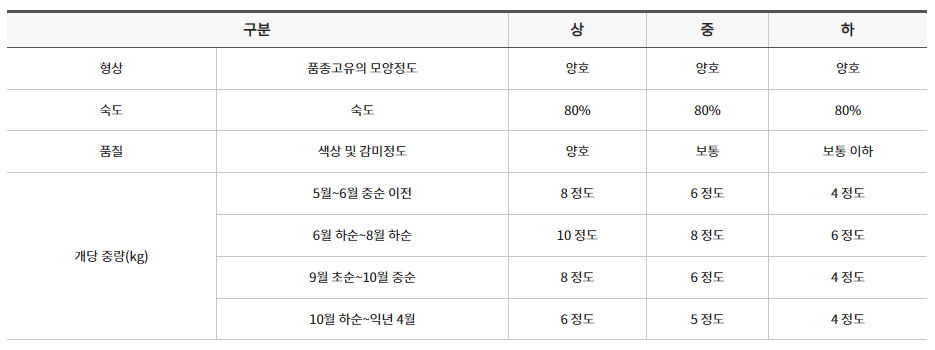 구분 상 중 하
형상 품종고유의 모양정도 양호 양호 양호
숙도 숙도 80% 80% 80%
품질 색상 및 감미정도 양호 보통 보통 이하
개당 중량(kg) 5월~6월 중순 이전 8 정도 6 정도 4 정도
6월 하순~8월 하순 10 정도 8 정도 6 정도
9월 초순~10월 중순 8 정도 6 정도 4 정도
10월 하순~익년 4월 6 정도 5 정도 4 정도